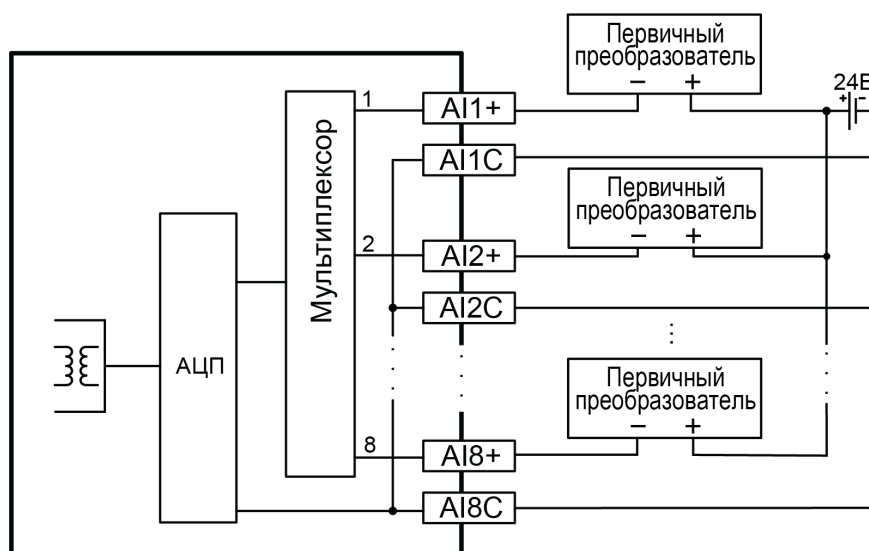 Первичный
преобразователь
− +
24В
+ -
1
AI1+
AI1C
Мультиплексор
Первичный
преобразователь
− +
2
AI2+
AI2C
АЦП
Первичный
преобразователь
− +
8
AI8+
AI8C